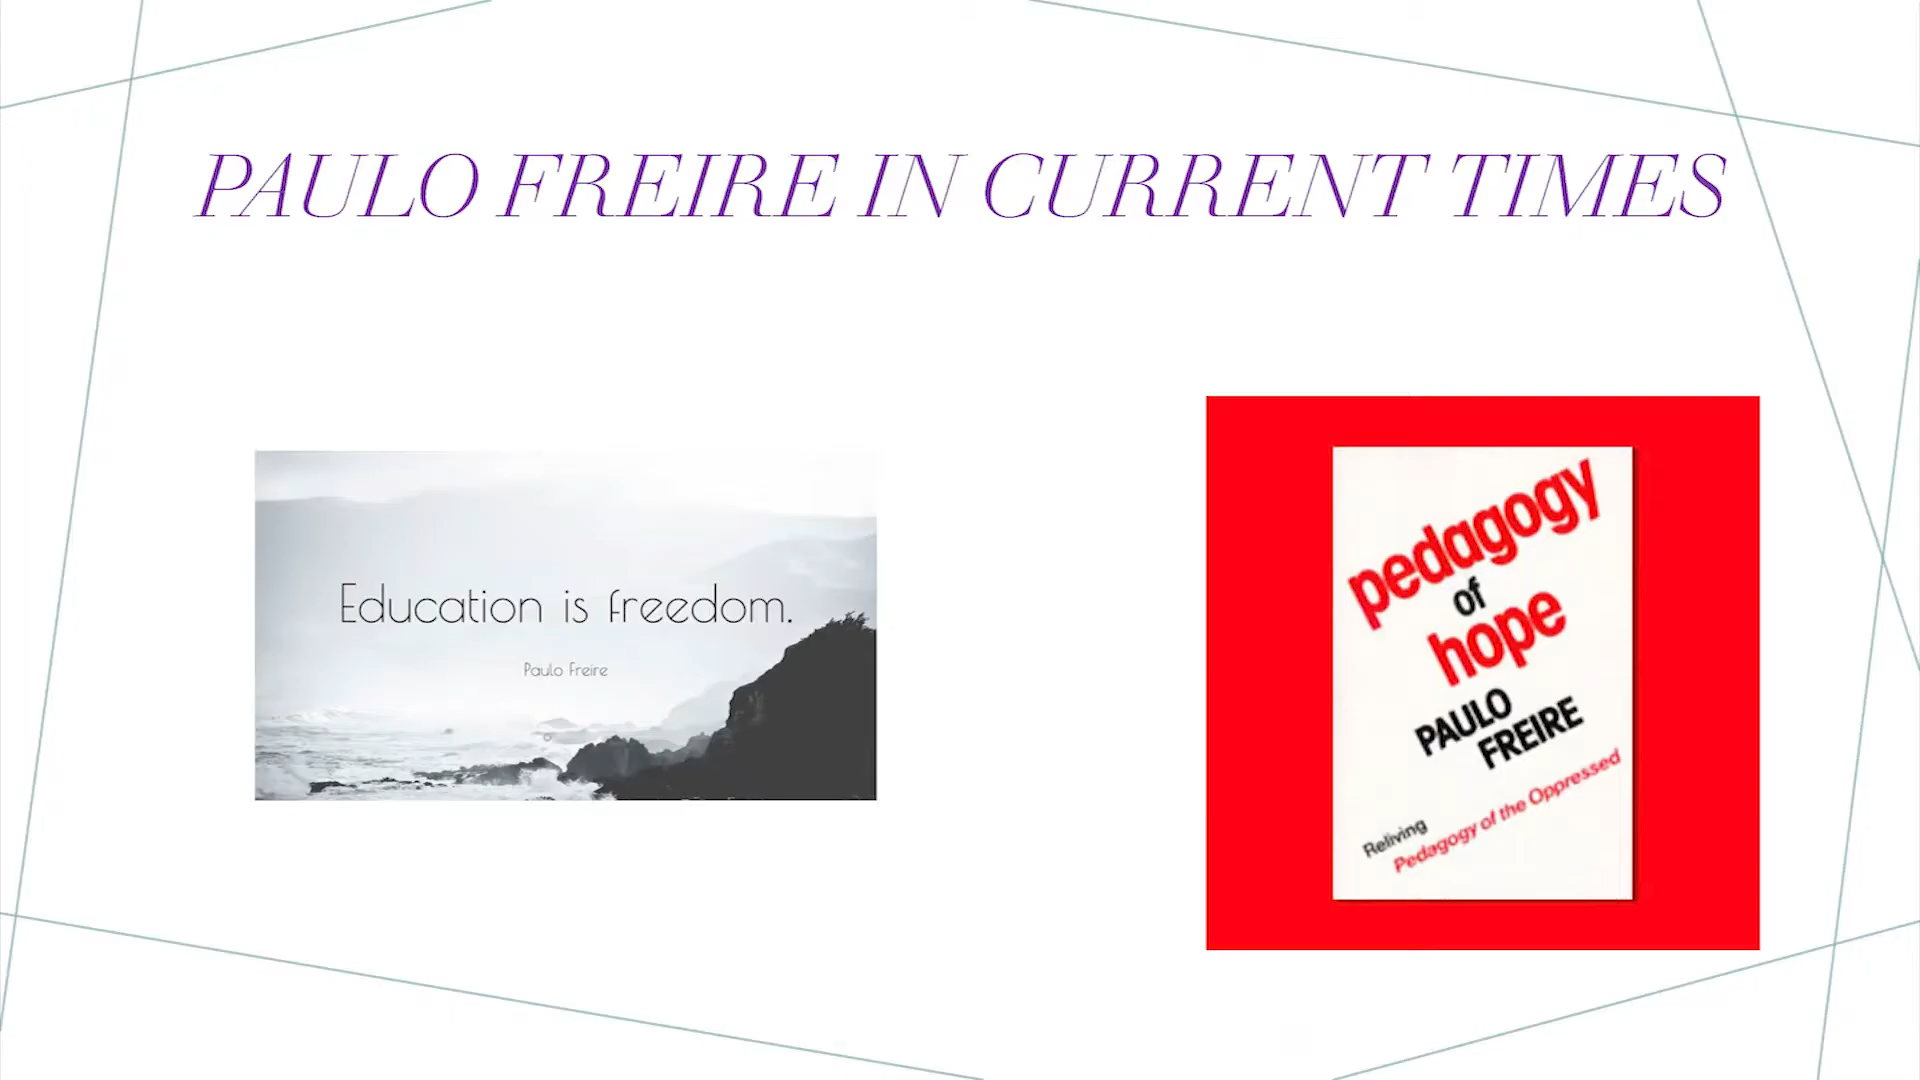 PAULO FREIRE IN CURRENT TIMES
Education is freedom.
Paulo Freire
pedagogy
of
hope
PAULO
FREIRE
Reliving
Pedagogy of the Oppressed